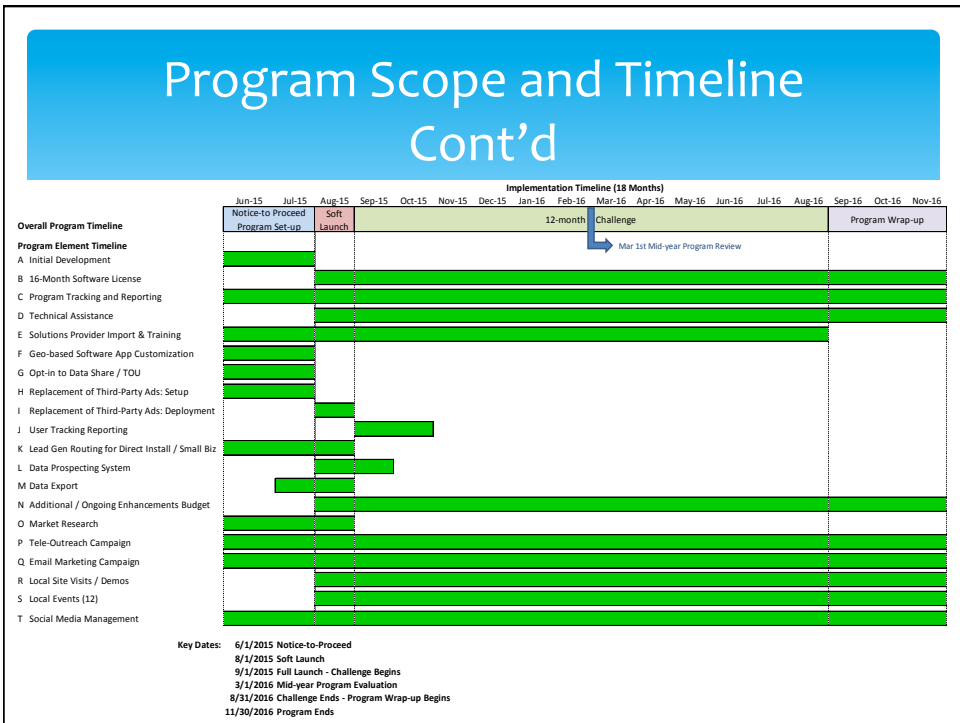 Program Scope and Timeline
Cont'd
Implementation Timeline (18 Months)
Jun-15 Jul-15 Aug-15 Sep-15 Oct-15 Nov-15 Dec-15 Jan-16 Feb-16 Mar-16 Apr-16 May-16 Jun-16 Jul-16 Aug-16 Sep-16 Oct-16 Nov-16
Overall Program Timeline
Notice-to Proceed
Program Set-up
Soft
Launch
12-month Challenge
Program Wrap-up
Mar 1st Mid-year Program Review
Program Element Timeline
A Initial Development
B 16-Month Software License
C Program Tracking and Reporting
D Technical Assistance
E Solutions Provider Import & Training
F Geo-based Software App Customization
G Opt-in to Data Share / TOU
H Replacement of Third-Party Ads: Setup
I Replacement of Third-Party Ads: Deployment
J User Tracking Reporting
K Lead Gen Routing for Direct Install / Small Biz
L Data Prospecting System
M Data Export
N Additional / Ongoing Enhancements Budget
O Market Research
P Tele-Outreach Campaign
Q Email Marketing Campaign
R Local Site Visits / Demos
S Local Events (12)
T Social Media Management
Key Dates: 6/1/2015 Notice-to-Proceed
8/1/2015 Soft Launch
9/1/2015 Full Launch - Challenge Begins
3/1/2016 Mid-year Program Evaluation
8/31/2016 Challenge Ends - Program Wrap-up Begins
11/30/2016 Program Ends